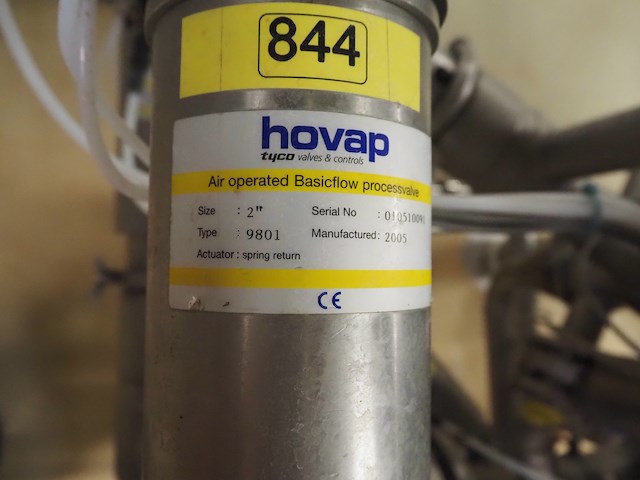 844
hovap
tyco valves & controls
Air operated Basicflow processvalve
Size : 2" Serial No : 010510091
Type : 9801 Manufactured : 2005
Actuator : spring return
CE